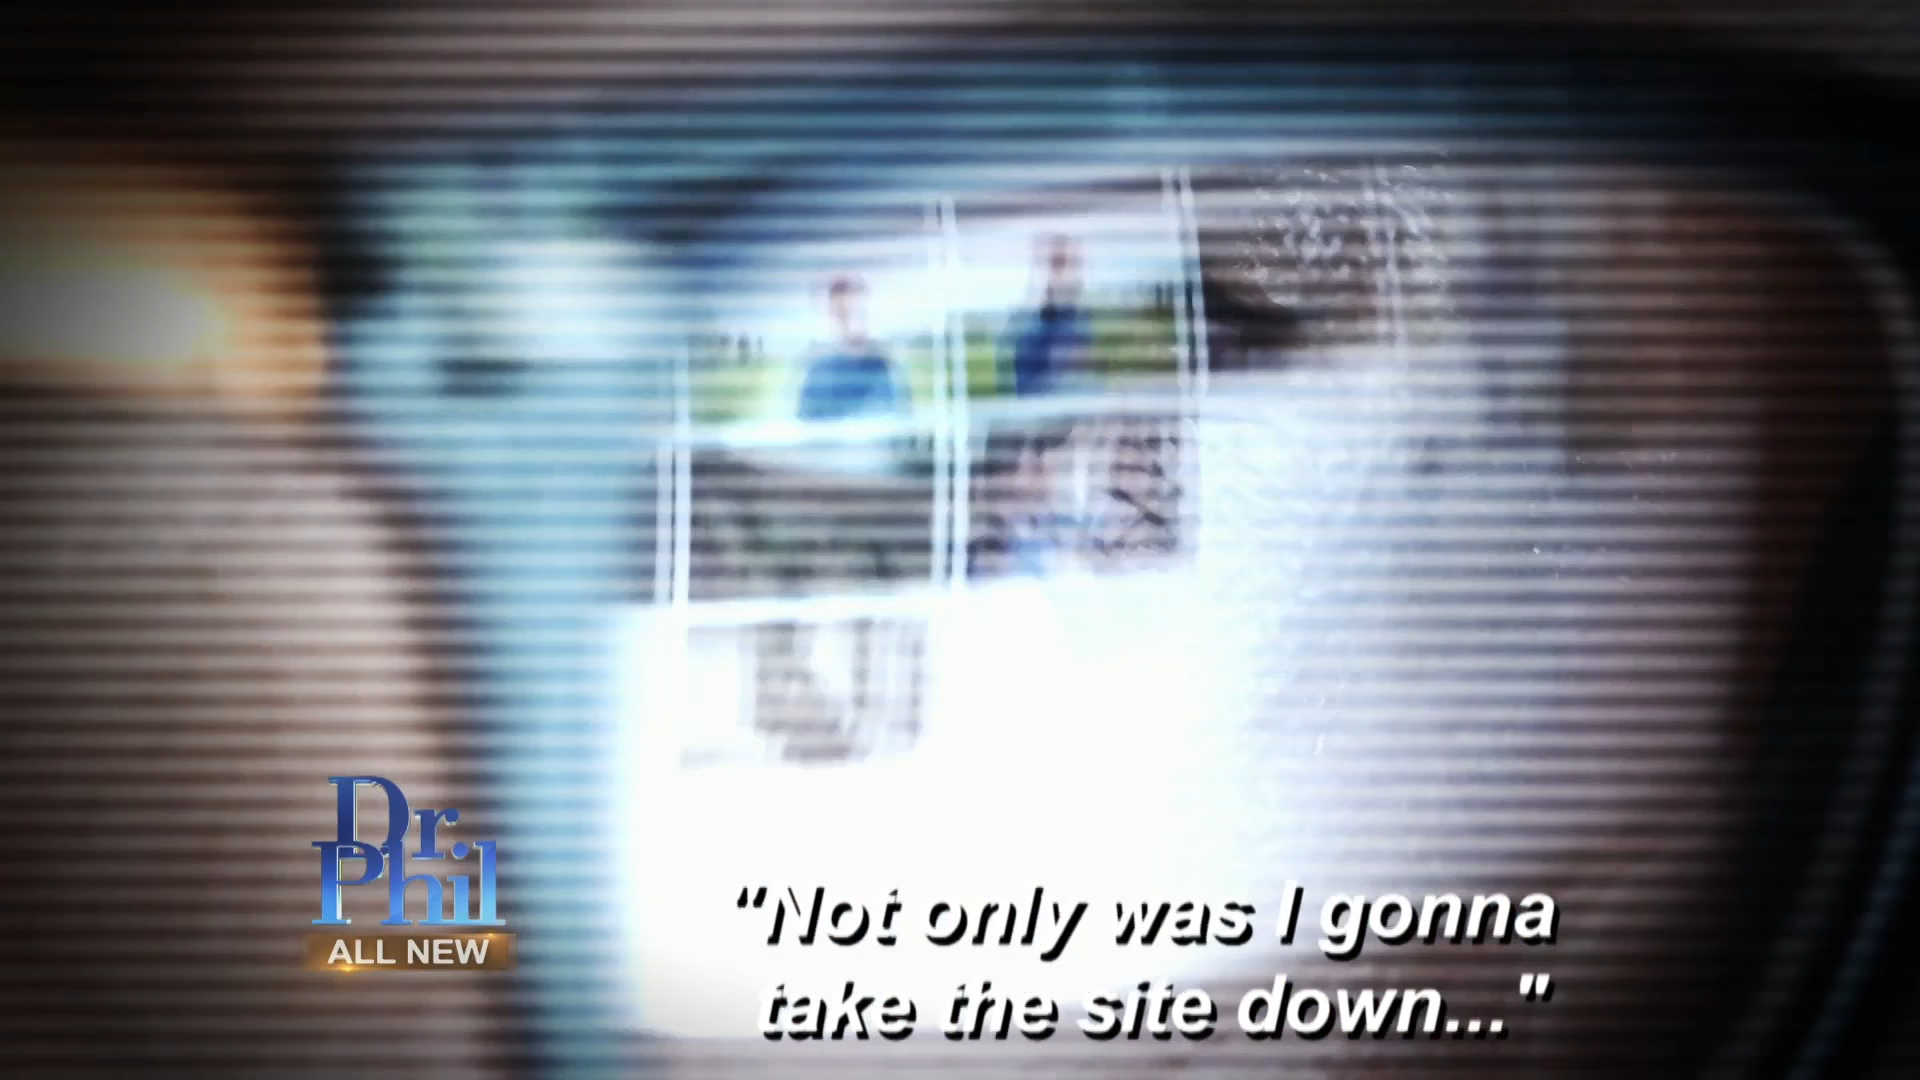 Dr.
Phil
ALL NEW
“Not only was I gonna
take the site down..."